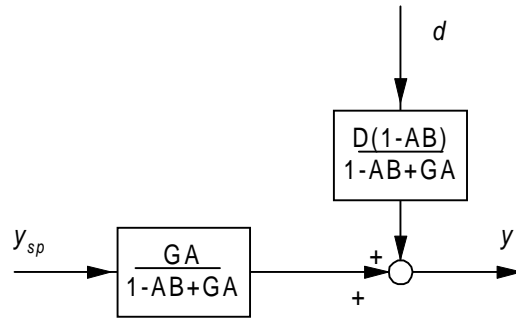 d
D(1-AB)
1-AB+GA
y_sp
GA
1-AB+GA
+
+
y